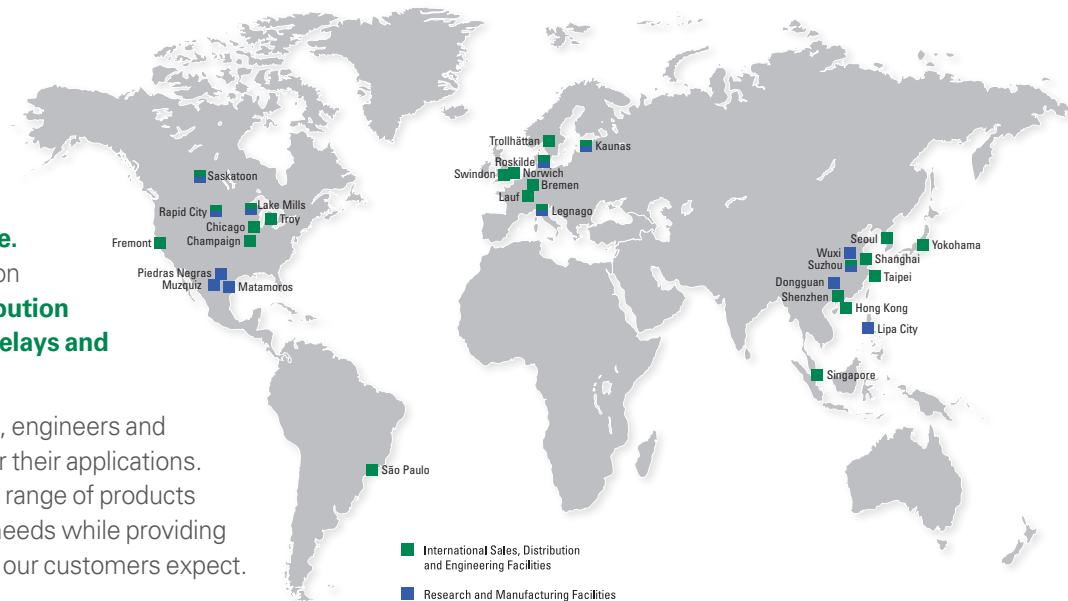 e.
on
bution
elays and
, engineers and
r their applications.
range of products
needs while providing
our customers expect.
Trollhättan
Kaunas
Roskilde
Swindon
Norwich
Bremen
Lauf
Legnago
Saskatoon
Rapid City
Lake Mills
Troy
Chicago
Champaign
Fremont
Piedras Negras
Muzquiz
Matamoros
Seoul
Yokohama
Wuxi
Shanghai
Suzhou
Taipei
Dongguan
Shenzhen
Hong Kong
Lipa City
Singapore
São Paulo
International Sales, Distribution
and Engineering Facilities
Research and Manufacturing Facilities